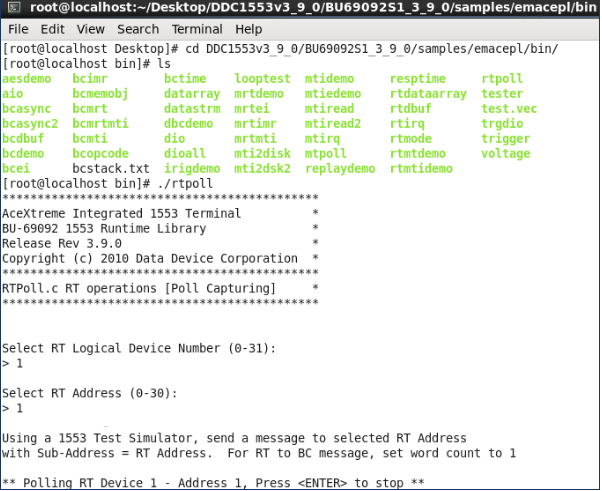 root@localhost:~/Desktop/DDC1553v3_9_0/BU69092S1_3_9_0/samples/emacepl/bin
File Edit View Search Terminal Help
[root@localhost Desktop]# cd DDC1553v3_9_0/BU69092S1_3_9_0/samples/emacepl/bin/
[root@localhost bin]# ls
aesdemo bcimr bctime looptest mtidemo resptime rtpoll
aio bcmemobj datarray mrtdemo mtiedemo rtdataarray tester
bcasync bcmrt datastrm mrtei mtiread rtdbuf test.vec
bcasync2 bcmrtmti dbcdemo mrtimr mtiread2 rtirq trgdio
bcdbuf bcmti dio mrtmti mtirq rtmode trigger
bcdemo bcopcode dioall mti2disk mtpoll rtmtdemo voltage
bcei bcstack.txt irigdemo mti2dsk2 replaydemo rtmtidemo
[root@localhost bin]# ./rtpoll
*********************************************
AceXtreme Integrated 1553 Terminal *
BU-69092 1553 Runtime Library *
Release Rev 3.9.0 *
Copyright (c) 2010 Data Device Corporation *
*********************************************
RTPoll.c RT operations [Poll Capturing] *
*********************************************
Select RT Logical Device Number (0-31):
> 1
Select RT Address (0-30):
> 1
Using a 1553 Test Simulator, send a message to selected RT Address
with Sub-Address = RT Address. For RT to BC message, set word count to 1
** Polling RT Device 1 - Address 1, Press <ENTER> to stop **